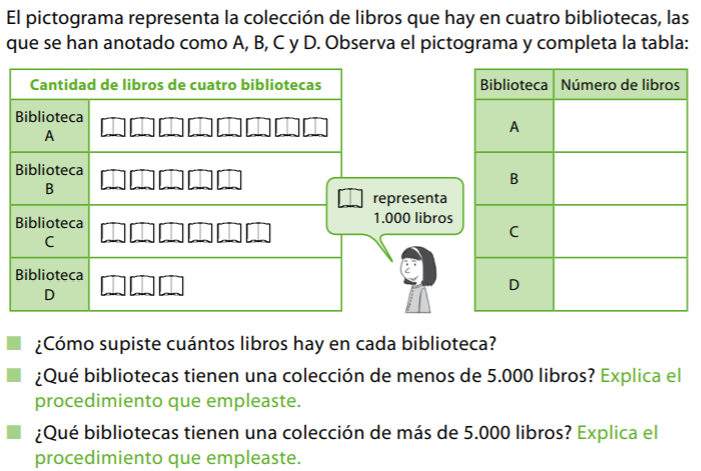 El pictograma representa la colección de libros que hay en cuatro bibliotecas, las
que se han anotado como A, B, C y D. Observa el pictograma y completa la tabla:
Cantidad de libros de cuatro bibliotecas
Biblioteca
A
Biblioteca
B
Biblioteca
C
Biblioteca
D
representa
1.000 libros
Biblioteca Número de libros
A
B
C
D
¿Cómo supiste cuántos libros hay en cada biblioteca?
¿Qué bibliotecas tienen una colección de menos de 5.000 libros? Explica el
procedimiento que empleaste.
¿Qué bibliotecas tienen una colección de más de 5.000 libros? Explica el
procedimiento que empleaste.